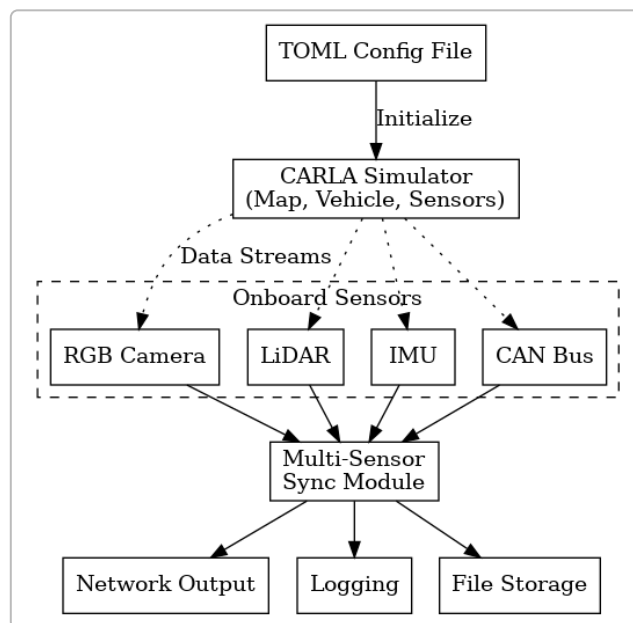 TOML Config File
Initialize
CARLA Simulator
(Map, Vehicle, Sensors)
Data Streams
Onboard Sensors
RGB Camera
LiDAR
IMU
CAN Bus
Multi-Sensor
Sync Module
Network Output
Logging
File Storage